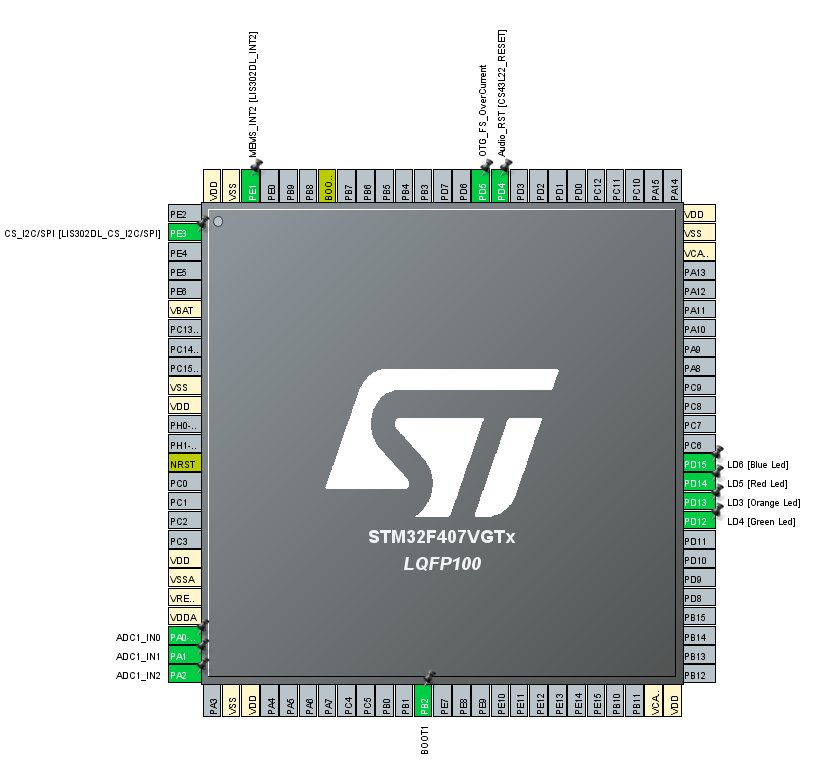 MEMS_INT2 [LIS302DL_INT2]
OTG_FS_OverCurrent
Audio_RST [CS43L22_RESET]
VDD
VSS
PE1
PE0
PB9
PB8
BOO..
PB7
PB6
PB5
PB4
PB3
PD7
PD6
PD5
PD4
PD3
PD2
PD1
PD0
PC12
PC11
PC10
PA15
PA14
PE2
CS_I2C/SPI [LIS302DL_CS_I2C/SPI]
PE3
PE4
PE5
PE6
VBAT
PC13..
PC14..
PC15..
VSS
VDD
PH0-..
PH1-..
NRST
PC0
PC1
PC2
PC3
VDD
VSSA
VRE..
VDDA
ADC1_IN0
PA0-..
ADC1_IN1
PA1
ADC1_IN2
PA2
ST
STM32F407VGTx
LQFP100
VDD
VSS
VCA..
PA13
PA12
PA11
PA10
PA9
PA8
PC9
PC8
PC7
PC6
PD15
LD6 [Blue Led]
PD14
LD5 [Red Led]
PD13
LD3 [Orange Led]
PD12
LD4 [Green Led]
PD11
PD10
PD9
PD8
PB15
PB14
PB13
PB12
PA3
VSS
VDD
PA4
PA5
PA6
PA7
PC4
PC5
PB0
PB1
PB2
PE7
PE8
PE9
PE10
PE11
PE12
PE13
PE14
PE15
PB10
PB11
VCA..
VDD
BOOT1